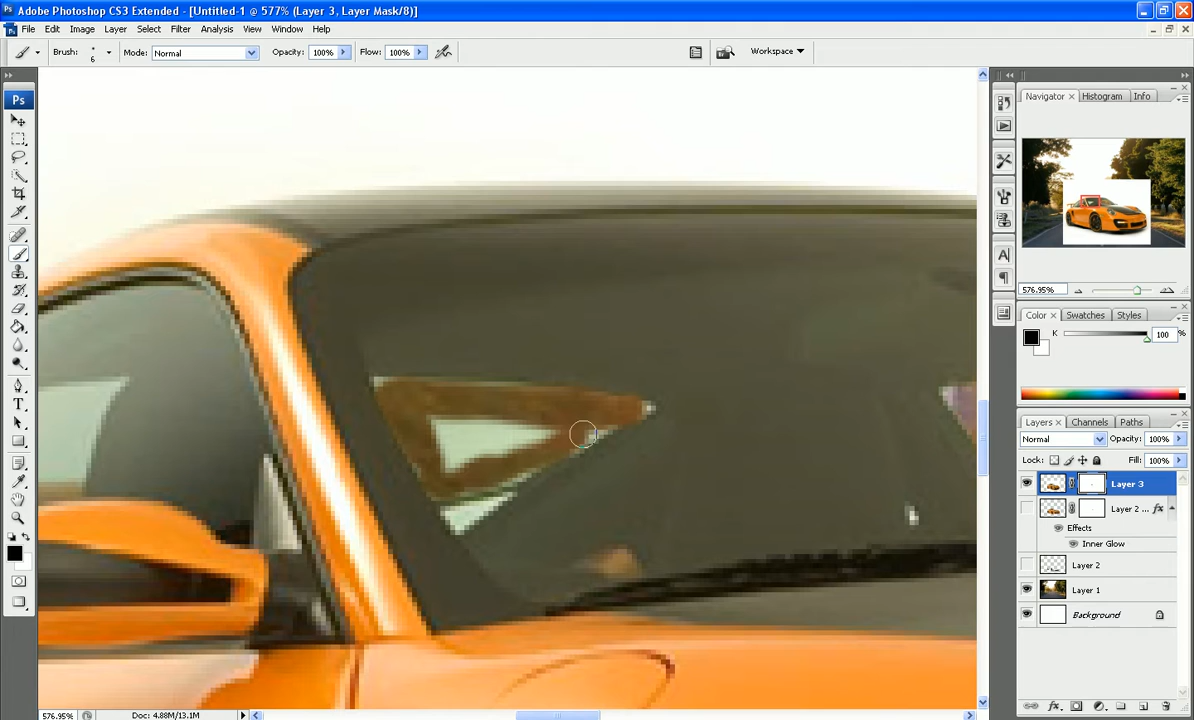 Adobe Photoshop CS3 Extended - [Untitled-1 @ 577% (Layer 3, Layer Mask/8)]
File Edit Image Layer Select Filter Analysis View Window Help
Brush: 6 Mode: Normal Opacity: 100% Flow: 100% Workspace
Ps
Navigator Histogram Info
576.95%
Color Swatches Styles
K 100 %
Layers Channels Paths
Normal Opacity: 100%
Lock: Fill: 100%
Layer 3
Layer 2 ... fx
Effects
Inner Glow
Layer 2
Layer 1
Background
576.95% Doc: 4.88M/13.1M